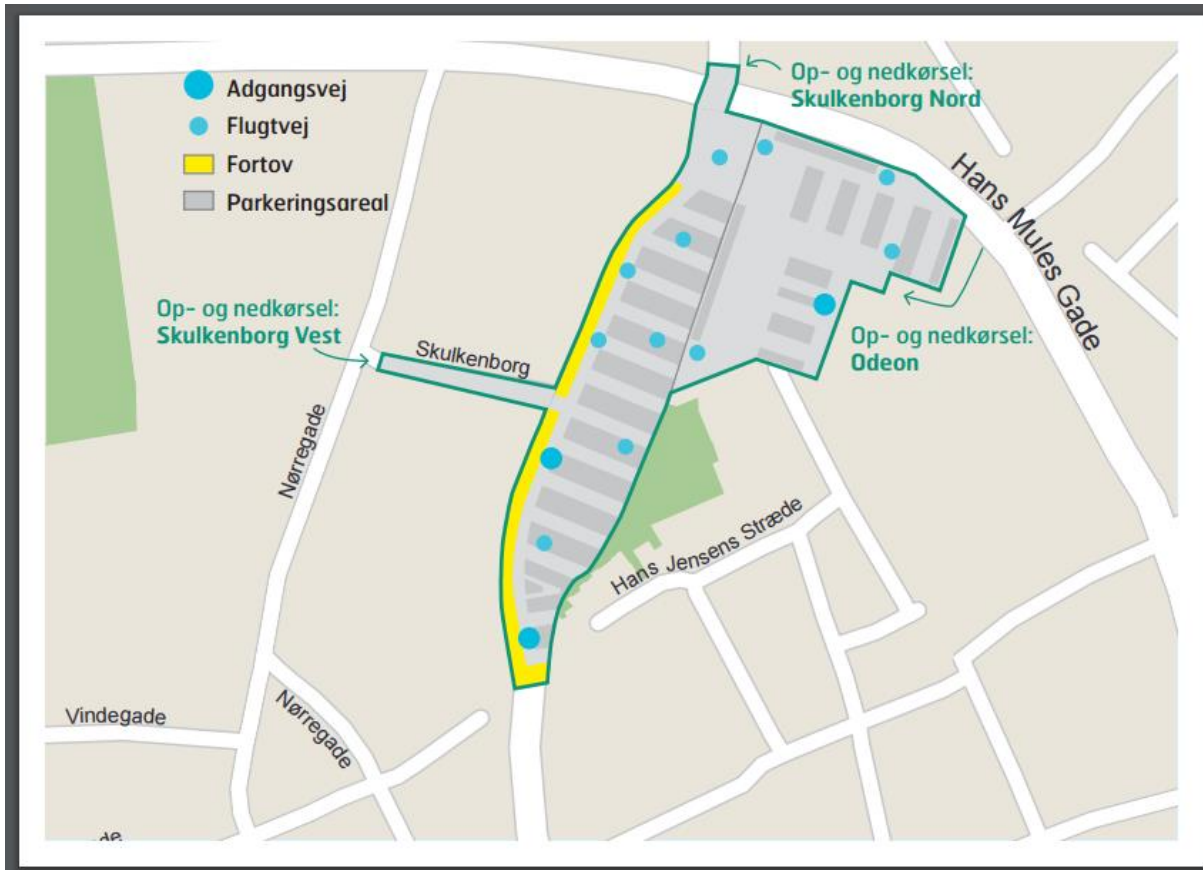 Adgangsvej
Flugtvej
Fortov
Parkeringsareal
Op- og nedkørsel:
Skulkenborg Nord
Hans Mules Gade
Op- og nedkørsel:
Skulkenborg Vest
Skulkenborg
Op- og nedkørsel:
Odeon
Nørregade
Hans Jensens Stræde
Vindegade
Nørregade